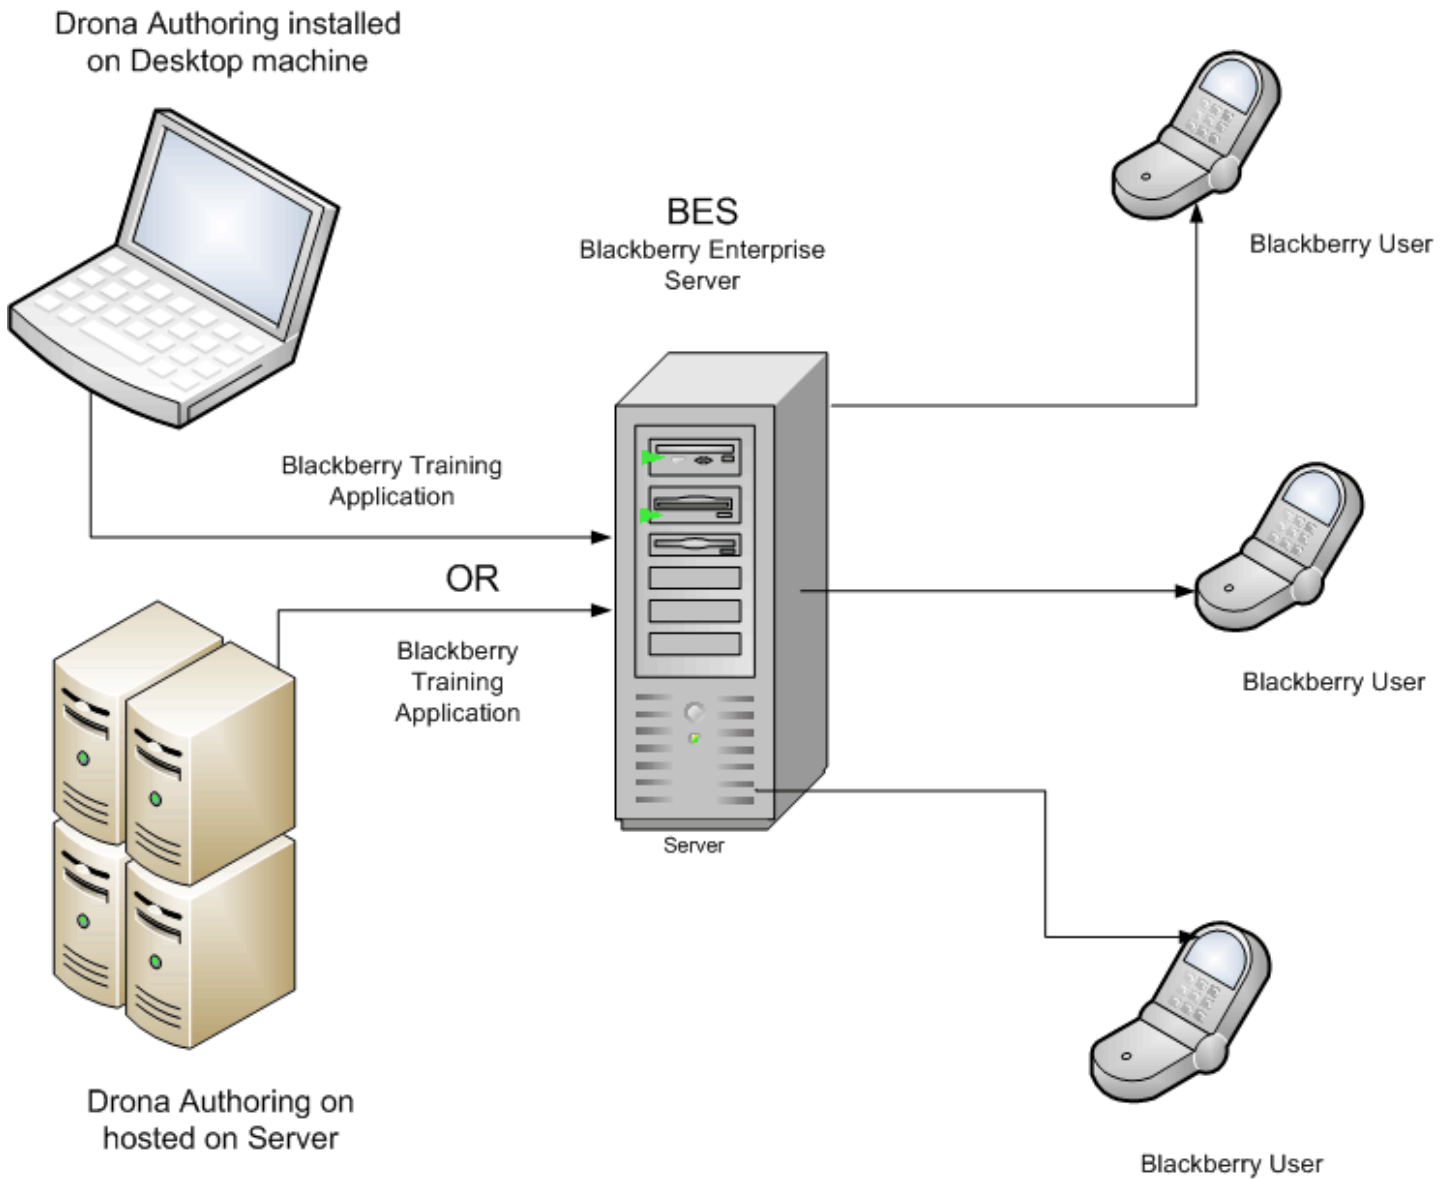 Drona Authoring installed
on Desktop machine
BES
Blackberry Enterprise
Server
Blackberry User
Blackberry Training
Application
OR
Blackberry
Training
Application
Blackberry User
Server
Drona Authoring on
hosted on Server
Blackberry User